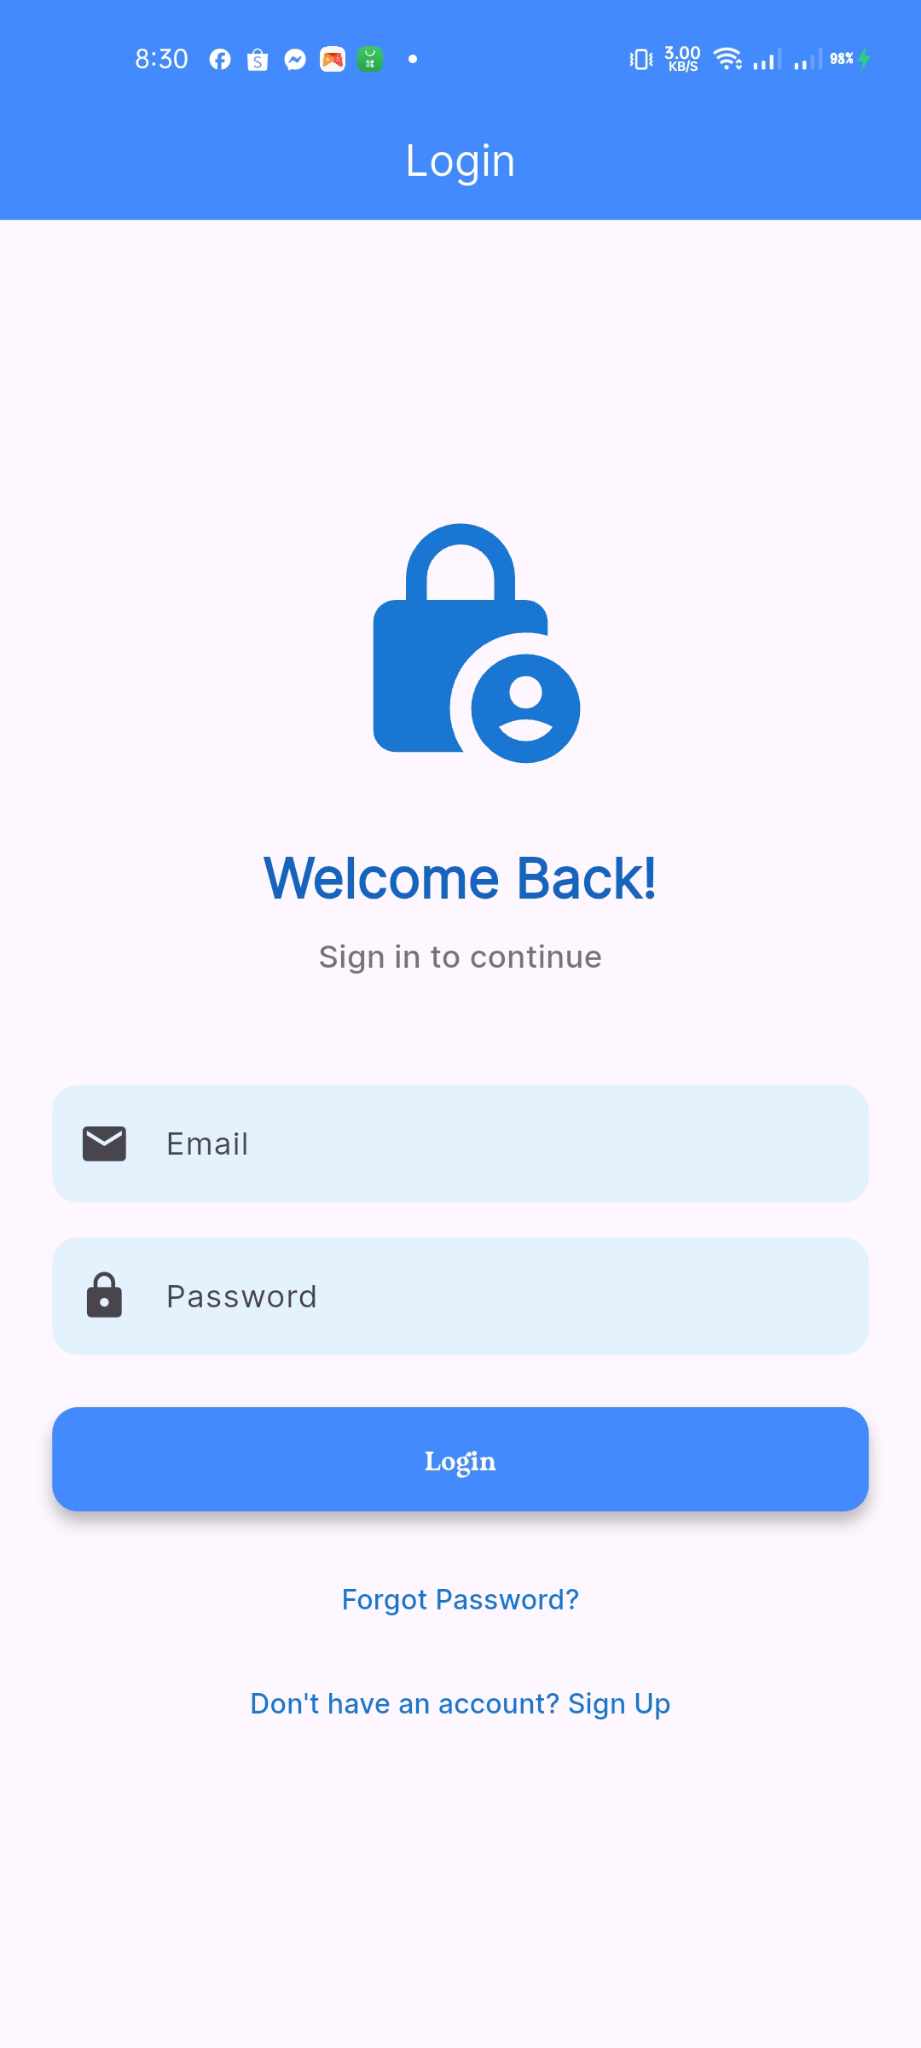 8:30 3.00 KB/S 98%
Login
Welcome Back!
Sign in to continue
Email
Password
Login
Forgot Password?
Don't have an account? Sign Up